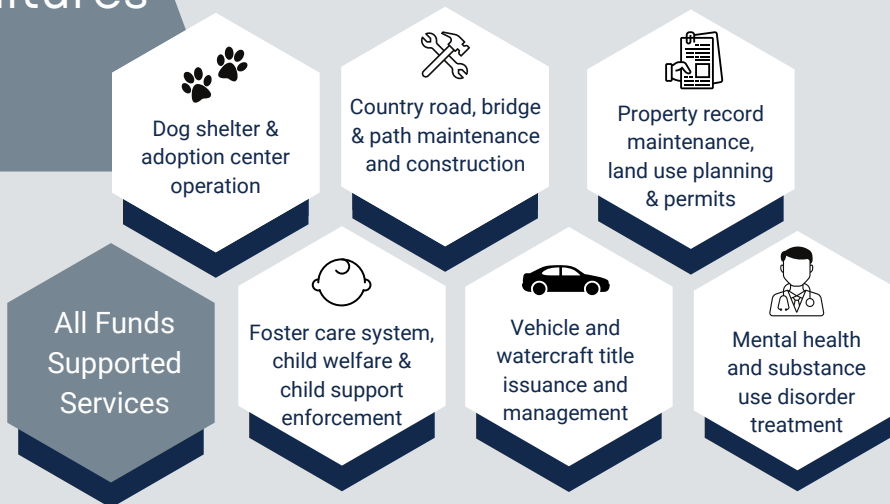 Dog shelter &
adoption center
operation
Country road, bridge
& path maintenance
and construction
Property record
maintenance,
land use planning
& permits
All Funds
Supported
Services
Foster care system,
child welfare &
child support
enforcement
Vehicle and
watercraft title
issuance and
management
Mental health
and substance
use disorder
treatment